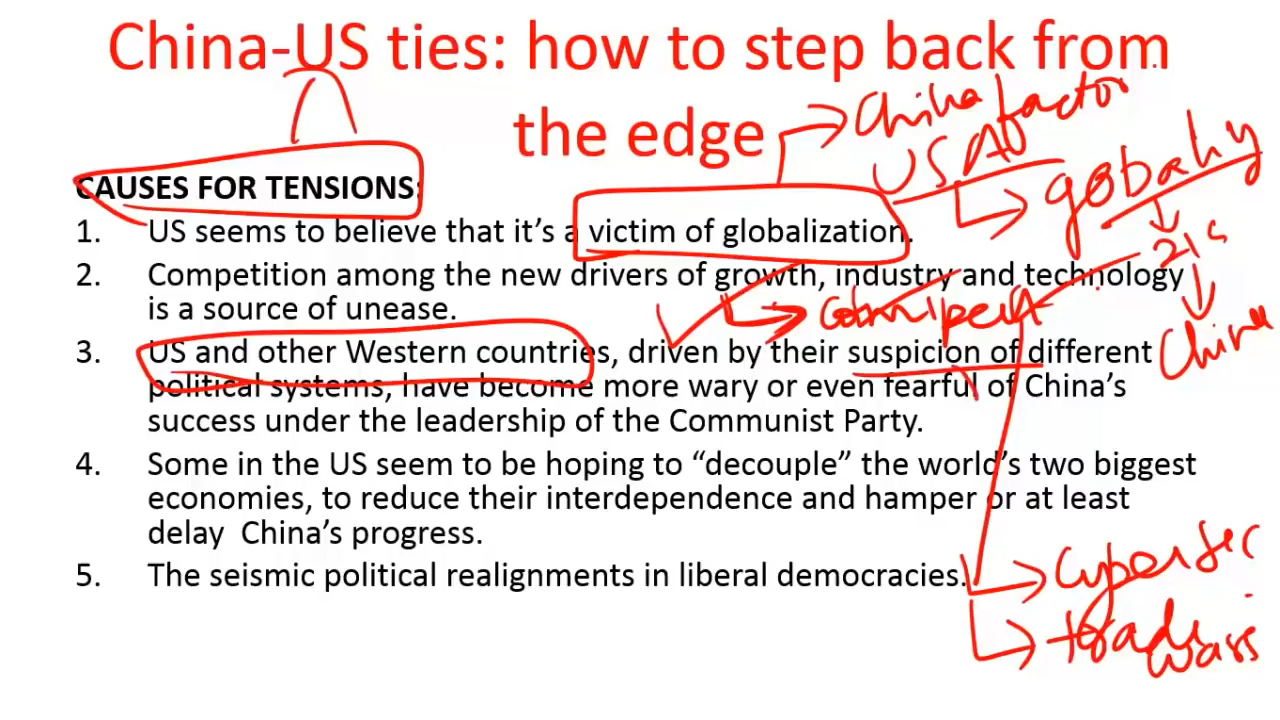 China-US ties: how to step back from
the edge
China factor
USA
globally
CAUSES FOR TENSIONS:
1. US seems to believe that it’s a victim of globalization.
21c
2. Competition among the new drivers of growth, industry and technology
is a source of unease.
China
3. US and other Western countries, driven by their suspicion of different
political systems, have become more wary or even fearful of China’s
success under the leadership of the Communist Party.
4. Some in the US seem to be hoping to “decouple” the world’s two biggest
economies, to reduce their interdependence and hamper or at least
delay China’s progress.
5. The seismic political realignments in liberal democracies.
Cybersec
trade
wars